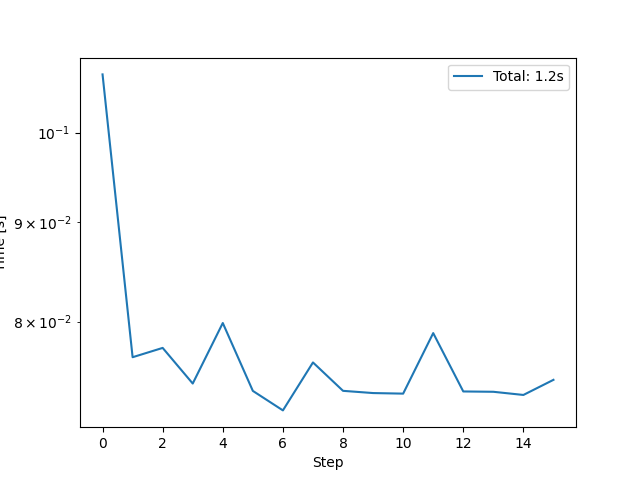 Total: 1.2s
10⁻¹
9 × 10⁻²
8 × 10⁻²
Time [s]
0 2 4 6 8 10 12 14
Step